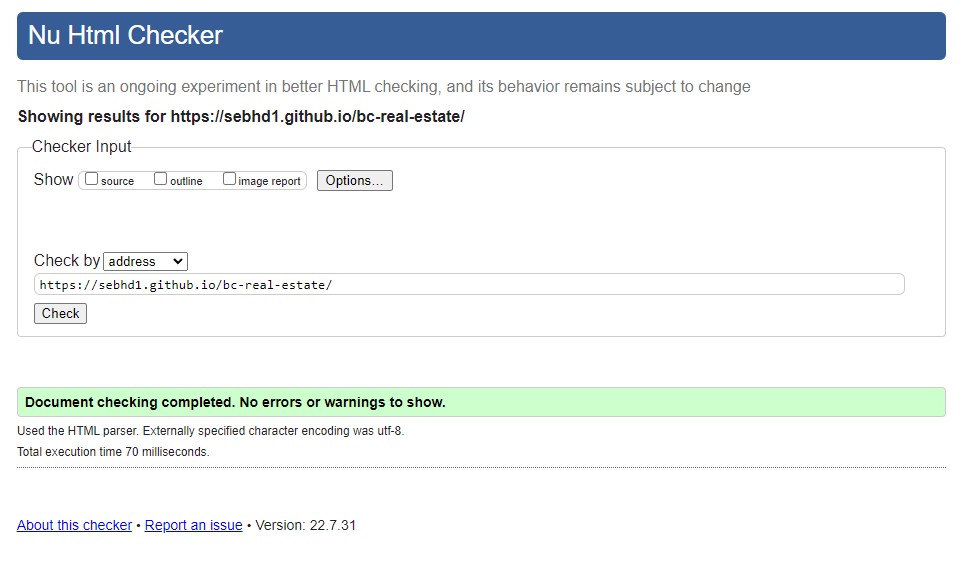 Nu Html Checker
This tool is an ongoing experiment in better HTML checking, and its behavior remains subject to change
Showing results for https://sebhd1.github.io/bc-real-estate/
Checker Input
Show source outline image report Options...
Check by address
https://sebhd1.github.io/bc-real-estate/
Check
Document checking completed. No errors or warnings to show.
Used the HTML parser. Externally specified character encoding was utf-8.
Total execution time 70 milliseconds.
About this checker • Report an issue • Version: 22.7.31